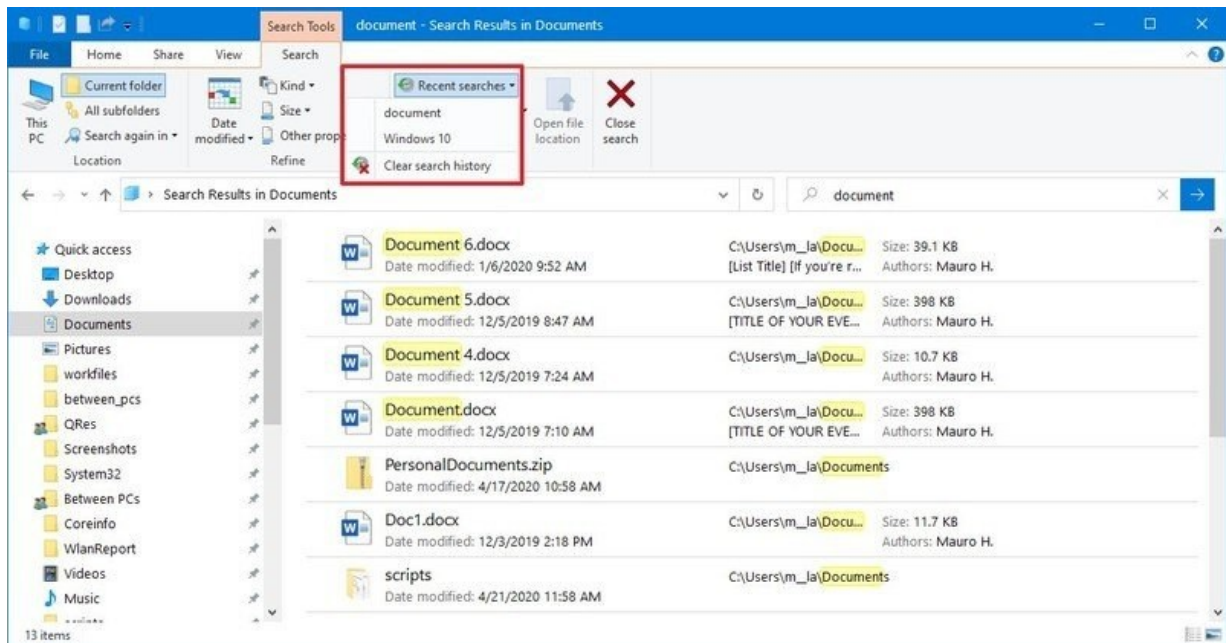 Search Tools
document - Search Results in Documents
File Home Share View Search
This PC
Current folder
All subfolders
Search again in
Location
Date modified
Kind
Size
Other prope
Refine
Recent searches
document
Windows 10
Clear search history
Open file location
Close search
Search Results in Documents
document
Quick access
Desktop
Downloads
Documents
Pictures
workfiles
between_pcs
QRes
Screenshots
System32
Between PCs
Coreinfo
WlanReport
Videos
Music
Document 6.docx C:\Users\m_la\Docu... Size: 39.1 KB
Date modified: 1/6/2020 9:52 AM [List Title] [If you're r... Authors: Mauro H.
Document 5.docx C:\Users\m_la\Docu... Size: 398 KB
Date modified: 12/5/2019 8:47 AM [TITLE OF YOUR EVE... Authors: Mauro H.
Document 4.docx C:\Users\m_la\Docu... Size: 10.7 KB
Date modified: 12/5/2019 7:24 AM Authors: Mauro H.
Document.docx C:\Users\m_la\Docu... Size: 398 KB
Date modified: 12/5/2019 7:10 AM [TITLE OF YOUR EVE... Authors: Mauro H.
PersonalDocuments.zip C:\Users\m_la\Documents
Date modified: 4/17/2020 10:58 AM
Doc1.docx C:\Users\m_la\Docu... Size: 11.7 KB
Date modified: 12/3/2019 2:18 PM Authors: Mauro H.
scripts C:\Users\m_la\Documents
Date modified: 4/21/2020 11:58 AM
13 items